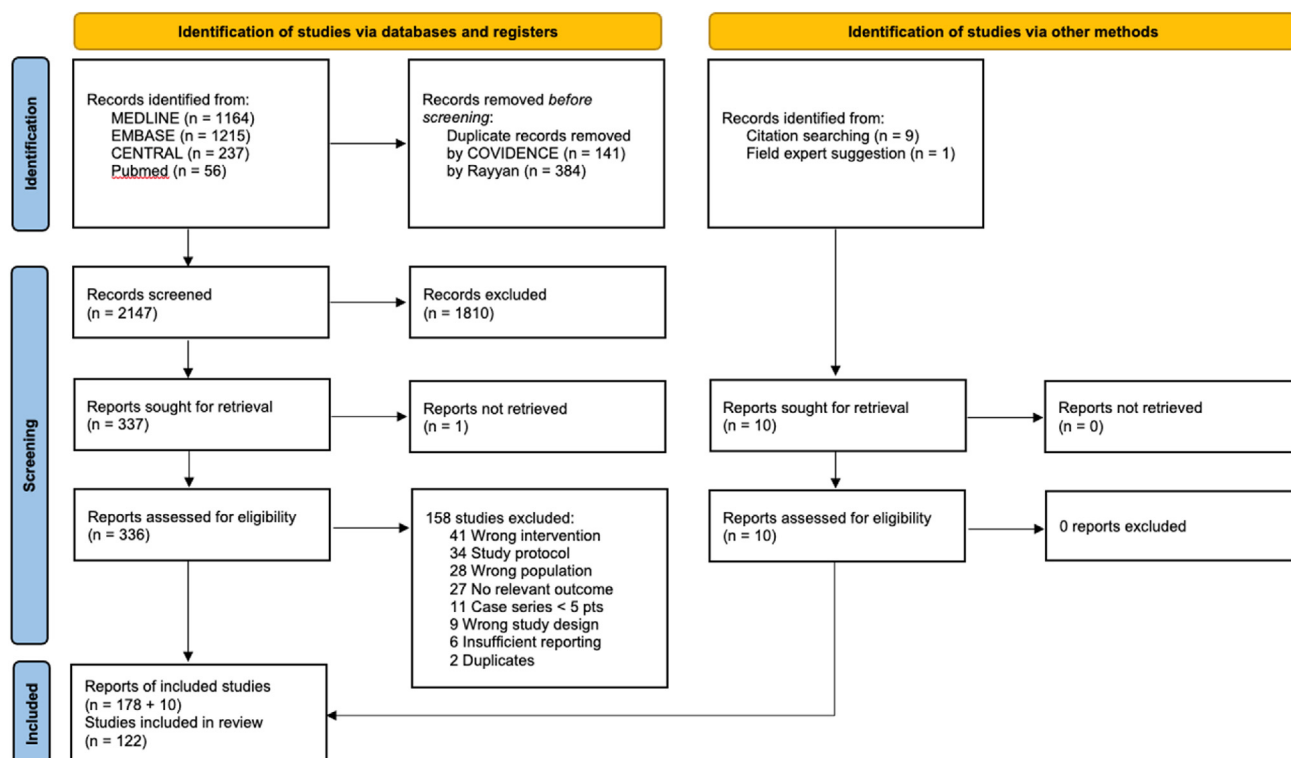 Identification of studies via databases and registers
Identification of studies via other methods
Identification
Records identified from:
MEDLINE (n = 1164)
EMBASE (n = 1215)
CENTRAL (n = 237)
Pubmed (n = 56)
Records removed before
screening:
Duplicate records removed
by COVIDENCE (n = 141)
by Rayyan (n = 384)
Records identified from:
Citation searching (n = 9)
Field expert suggestion (n = 1)
Screening
Records screened
(n = 2147)
Records excluded
(n = 1810)
Reports sought for retrieval
(n = 337)
Reports not retrieved
(n = 1)
Reports sought for retrieval
(n = 10)
Reports not retrieved
(n = 0)
Reports assessed for eligibility
(n = 336)
158 studies excluded:
41 Wrong intervention
34 Study protocol
28 Wrong population
27 No relevant outcome
11 Case series < 5 pts
9 Wrong study design
6 Insufficient reporting
2 Duplicates
Reports assessed for eligibility
(n = 10)
0 reports excluded
Included
Reports of included studies
(n = 178 + 10)
Studies included in review
(n = 122)